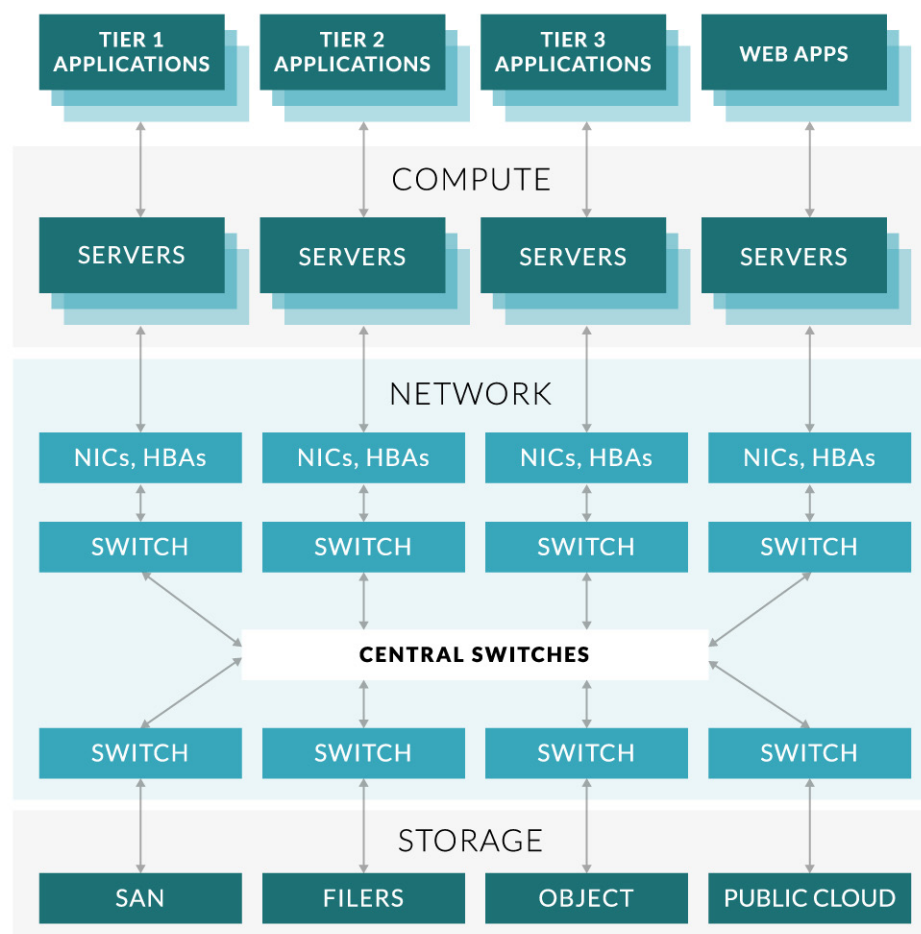 TIER 1
APPLICATIONS
TIER 2
APPLICATIONS
TIER 3
APPLICATIONS
WEB APPS
COMPUTE
SERVERS
SERVERS
SERVERS
SERVERS
NETWORK
NICs, HBAs
NICs, HBAs
NICs, HBAs
NICs, HBAs
SWITCH
SWITCH
SWITCH
SWITCH
CENTRAL SWITCHES
SWITCH
SWITCH
SWITCH
SWITCH
STORAGE
SAN
FILERS
OBJECT
PUBLIC CLOUD